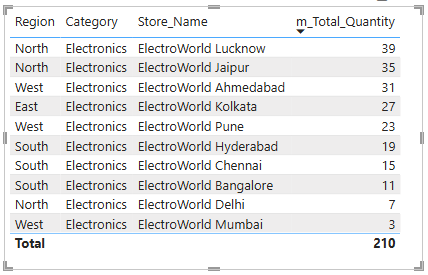 Region Category Store_Name m_Total_Quantity
North Electronics ElectroWorld Lucknow 39
North Electronics ElectroWorld Jaipur 35
West Electronics ElectroWorld Ahmedabad 31
East Electronics ElectroWorld Kolkata 27
West Electronics ElectroWorld Pune 23
South Electronics ElectroWorld Hyderabad 19
South Electronics ElectroWorld Chennai 15
South Electronics ElectroWorld Bangalore 11
North Electronics ElectroWorld Delhi 7
West Electronics ElectroWorld Mumbai 3
Total 210